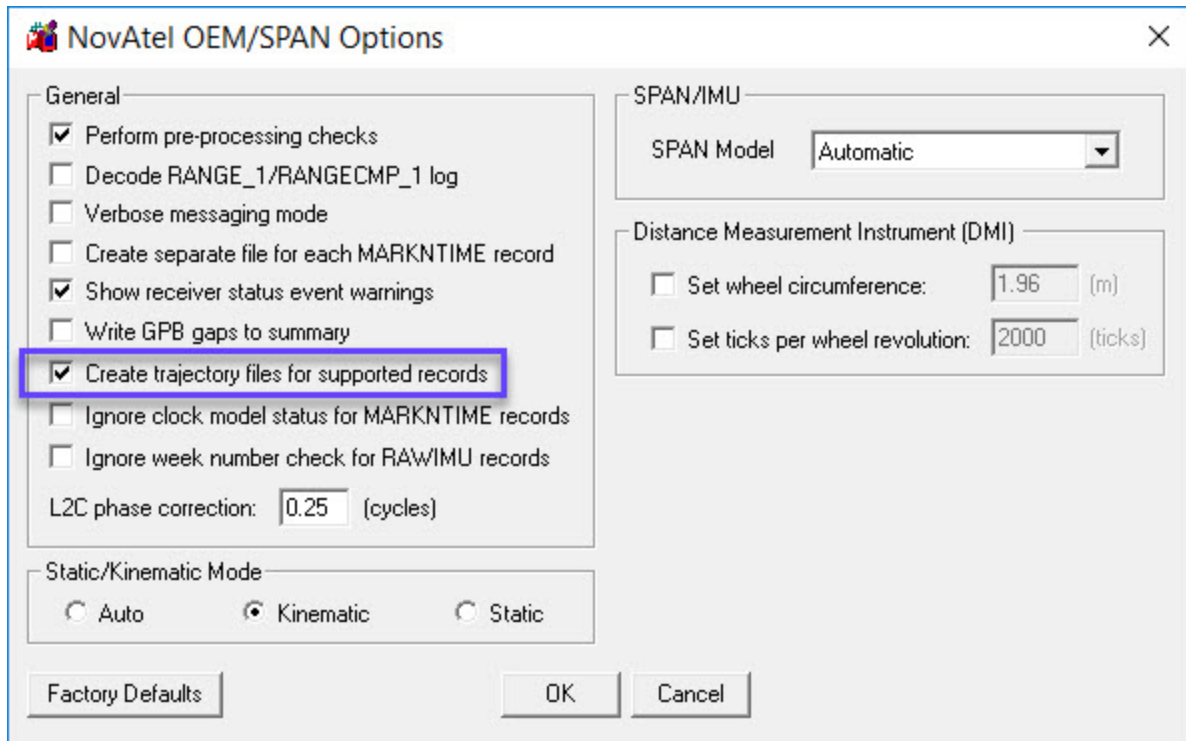 NovAtel OEM/SPAN Options
General
Perform pre-processing checks
Decode RANGE_1/RANGECMP_1 log
Verbose messaging mode
Create separate file for each MARKNTIME record
Show receiver status event warnings
Write GPB gaps to summary
Create trajectory files for supported records
Ignore clock model status for MARKNTIME records
Ignore week number check for RAWIMU records
L2C phase correction: 0.25 (cycles)
Static/Kinematic Mode
Auto Kinematic Static
SPAN/IMU
SPAN Model Automatic
Distance Measurement Instrument (DMI)
Set wheel circumference: 1.96 (m)
Set ticks per wheel revolution: 2000 (ticks)
Factory Defaults OK Cancel